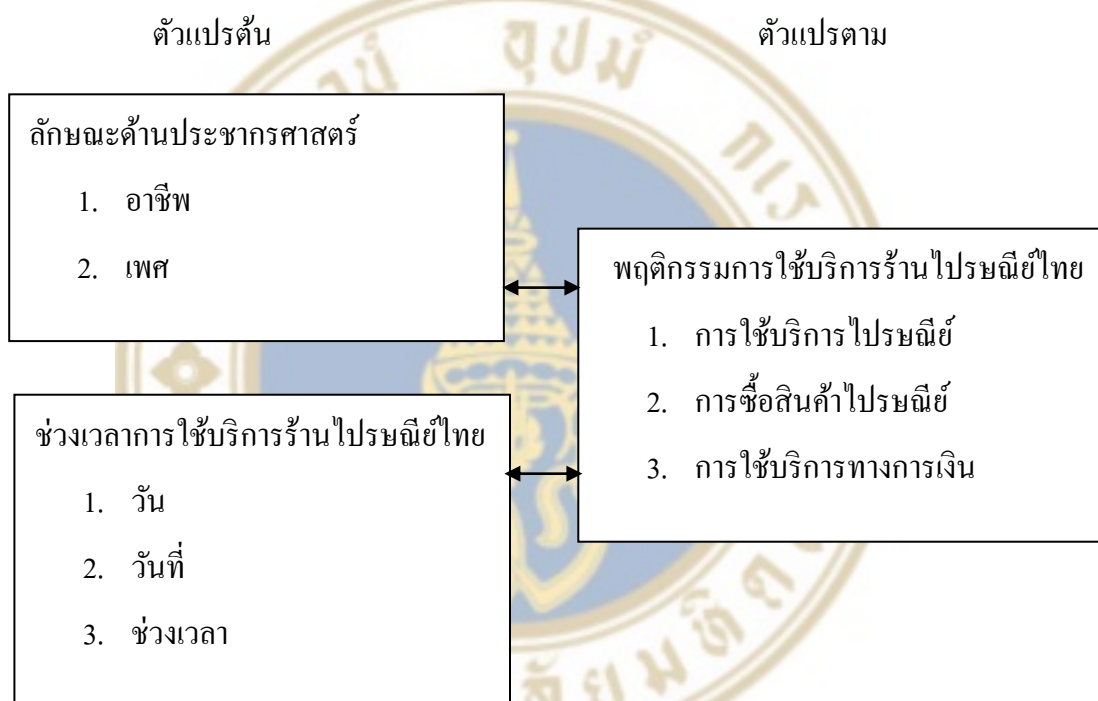 ตัวแปรต้น
ตัวแปรตาม
ลักษณะด้านประชากรศาสตร์
1. อาชีพ
2. เพศ
พฤติกรรมการใช้บริการร้านไปรษณีย์ไทย
1. การใช้บริการไปรษณีย์
2. การซื้อสินค้าไปรษณีย์
3. การใช้บริการทางการเงิน
ช่วงเวลาการใช้บริการร้านไปรษณีย์ไทย
1. วัน
2. วันที่
3. ช่วงเวลา
อุปมํ